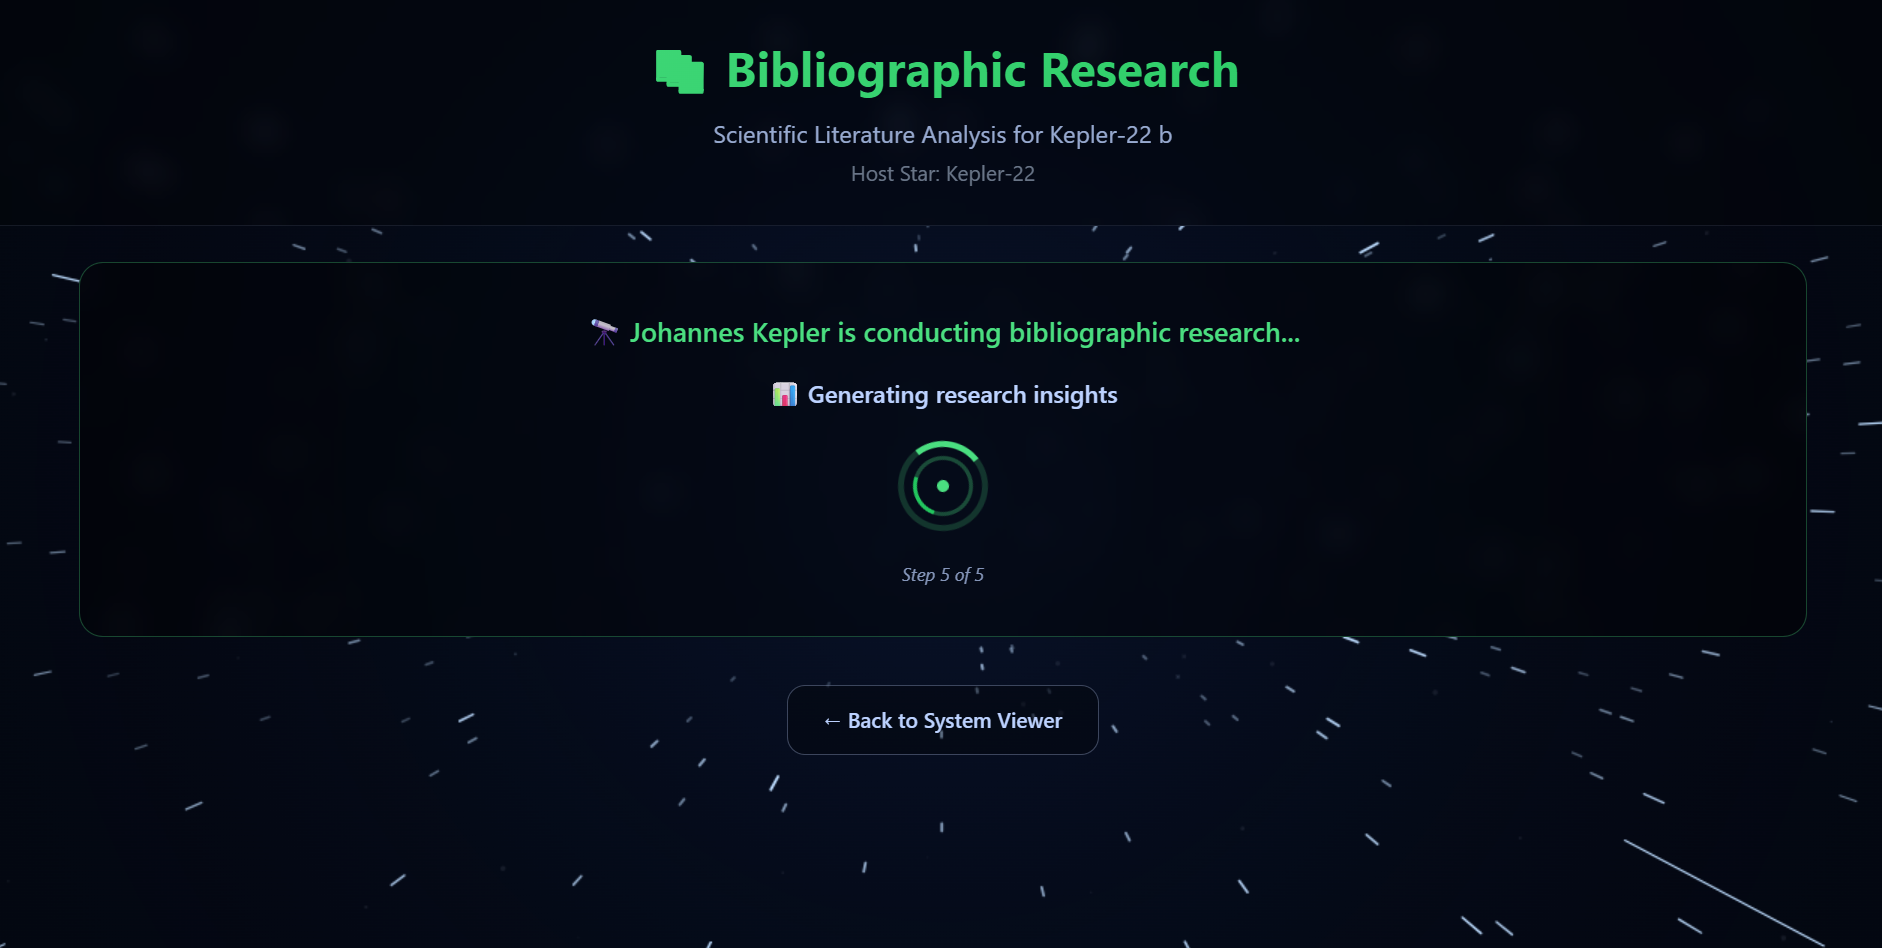 Bibliographic Research
Scientific Literature Analysis for Kepler-22 b
Host Star: Kepler-22
Johannes Kepler is conducting bibliographic research...
Generating research insights
Step 5 of 5
← Back to System Viewer